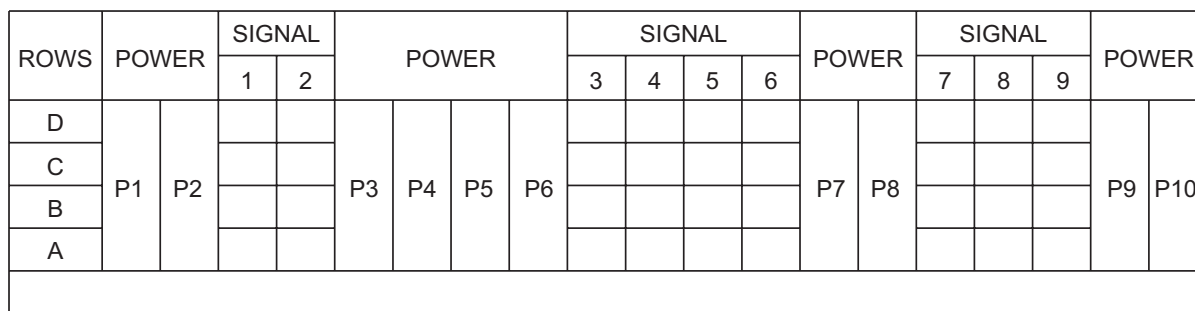 ROWS POWER SIGNAL POWER SIGNAL POWER SIGNAL POWER
1 2 3 4 5 6 7 8 9
D
C
P1 P2 P3 P4 P5 P6 P7 P8 P9 P10
B
A